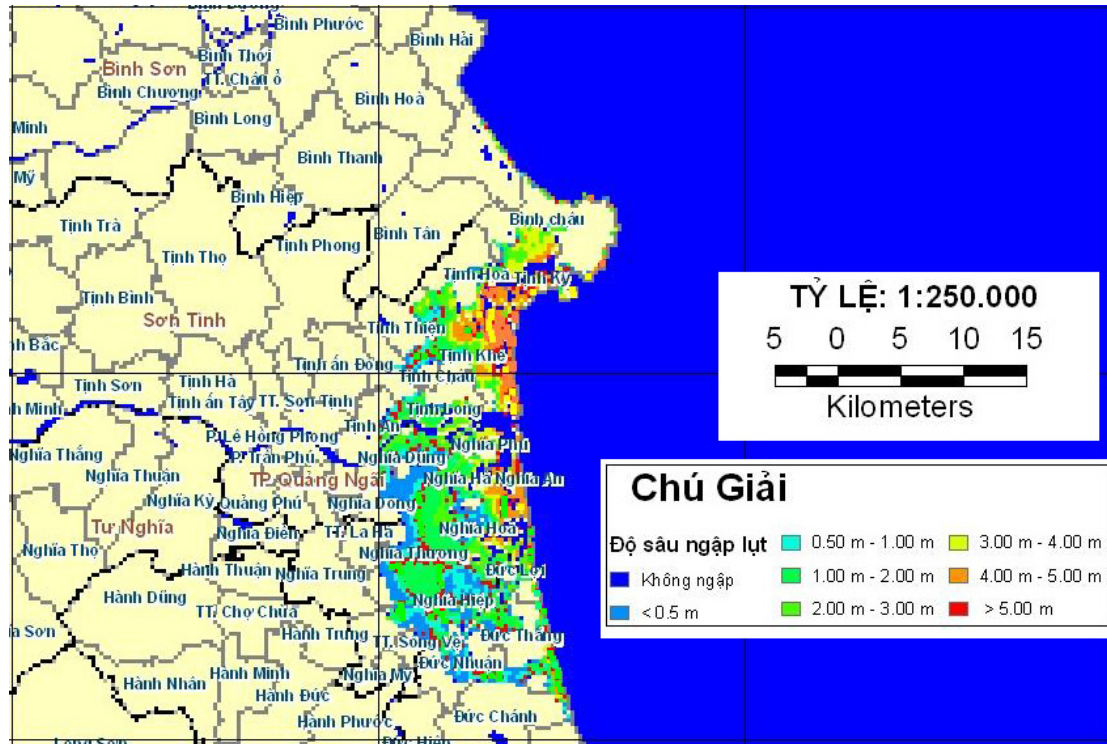 Bình Phước
Bình Hải
Bình Thới
Bình Sơn
TT. Châu ổ
Bình Chương
Bình Hoà
Bình Long
Minh
Bình Thanh
Mỹ
Bình Hiệp
Bình châu
Tịnh Trà
Bình Tân
Tịnh Phong
Tịnh Thọ
Tịnh Hoà
Tịnh Kỳ
Tịnh Bình
Sơn Tịnh
Tịnh Thiện
Tịnh Khê
Tịnh ấn Đông
Tịnh Châu
Tịnh Sơn
Tịnh Hà
Tịnh ấn Tây
TT. Sơn Tịnh
Tịnh Long
Tịnh An
P. Lê Hồng Phong
Nghĩa Phú
P. Trần Phú
Nghĩa Dũng
Nghĩa Thắng
Nghĩa Thuận
TP. Quảng Ngãi
Nghĩa Hà
Nghĩa An
Nghĩa Kỳ
Quảng Phú
Nghĩa Dõng
Tư Nghĩa
Nghĩa Điền
TT. La Hà
Nghĩa Hoà
Nghĩa Thọ
Nghĩa Thương
Hành Thuận
Nghĩa Trung
Đức Lợi
Hành Dũng
Nghĩa Hiệp
TT. Chợ Chùa
Hành Trung
TT. Sông Vệ
Đức Thắng
Đức Nhuận
Hành Minh
Nghĩa Mỹ
Hành Nhân
Hành Đức
Hành Phước
Đức Chánh
Long Sơn
Đức Hiệp
TỶ LỆ: 1:250.000
5 0 5 10 15
Kilometers
Chú Giải
Độ sâu ngập lụt
Không ngập
<0.5 m
0.50 m - 1.00 m
1.00 m - 2.00 m
2.00 m - 3.00 m
3.00 m - 4.00 m
4.00 m - 5.00 m
> 5.00 m